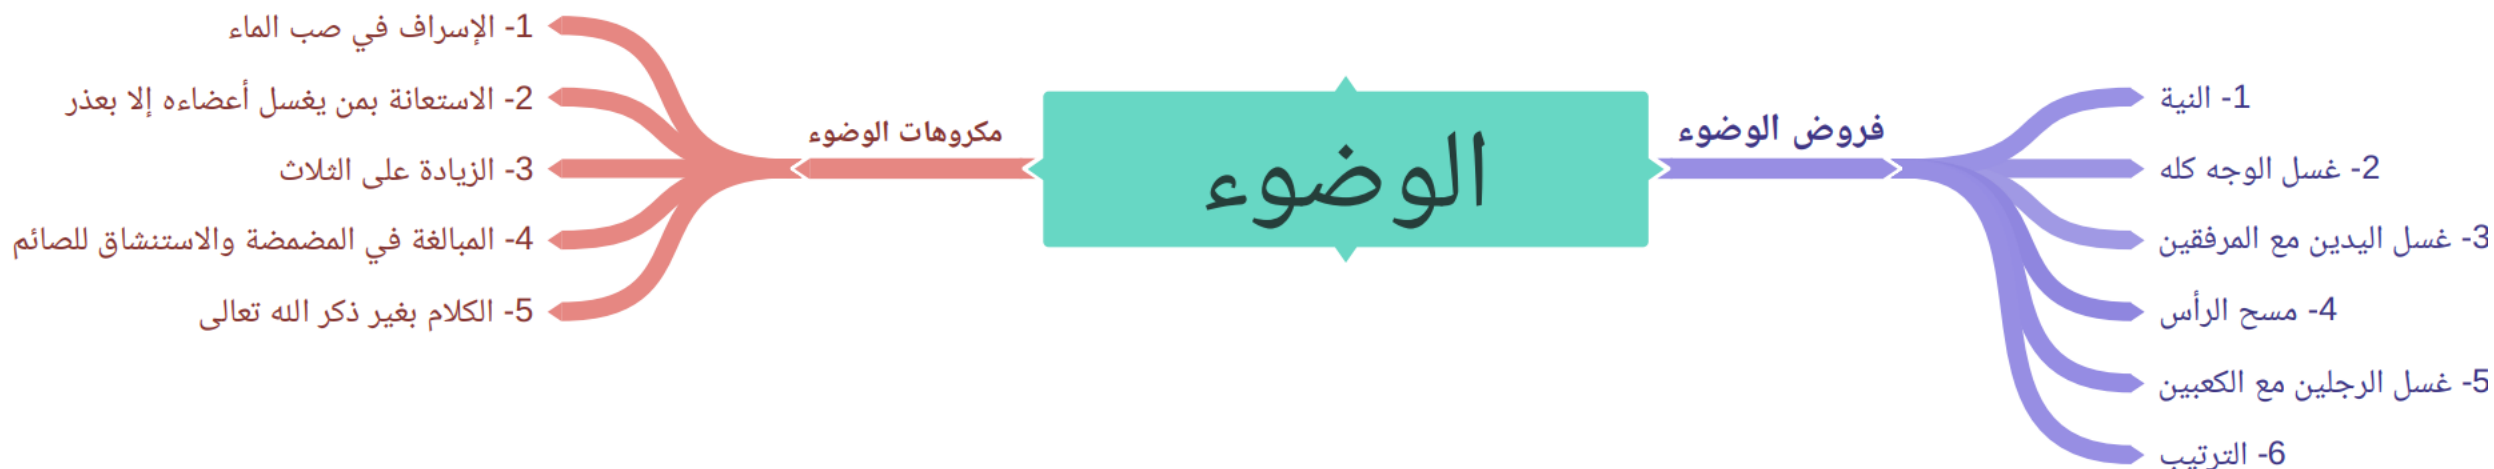 الوضوء
فروض الوضوء
1- النية
2- غسل الوجه كله
3- غسل اليدين مع المرفقين
4- مسح الرأس
5- غسل الرجلين مع الكعبين
6- الترتيب
مكروهات الوضوء
1- الإسراف في صب الماء
2- الاستعانة بمن يغسل أعضاءه إلا بعذر
3- الزيادة على الثلاث
4- المبالغة في المضمضة والاستنشاق للصائم
5- الكلام بغير ذكر الله تعالى